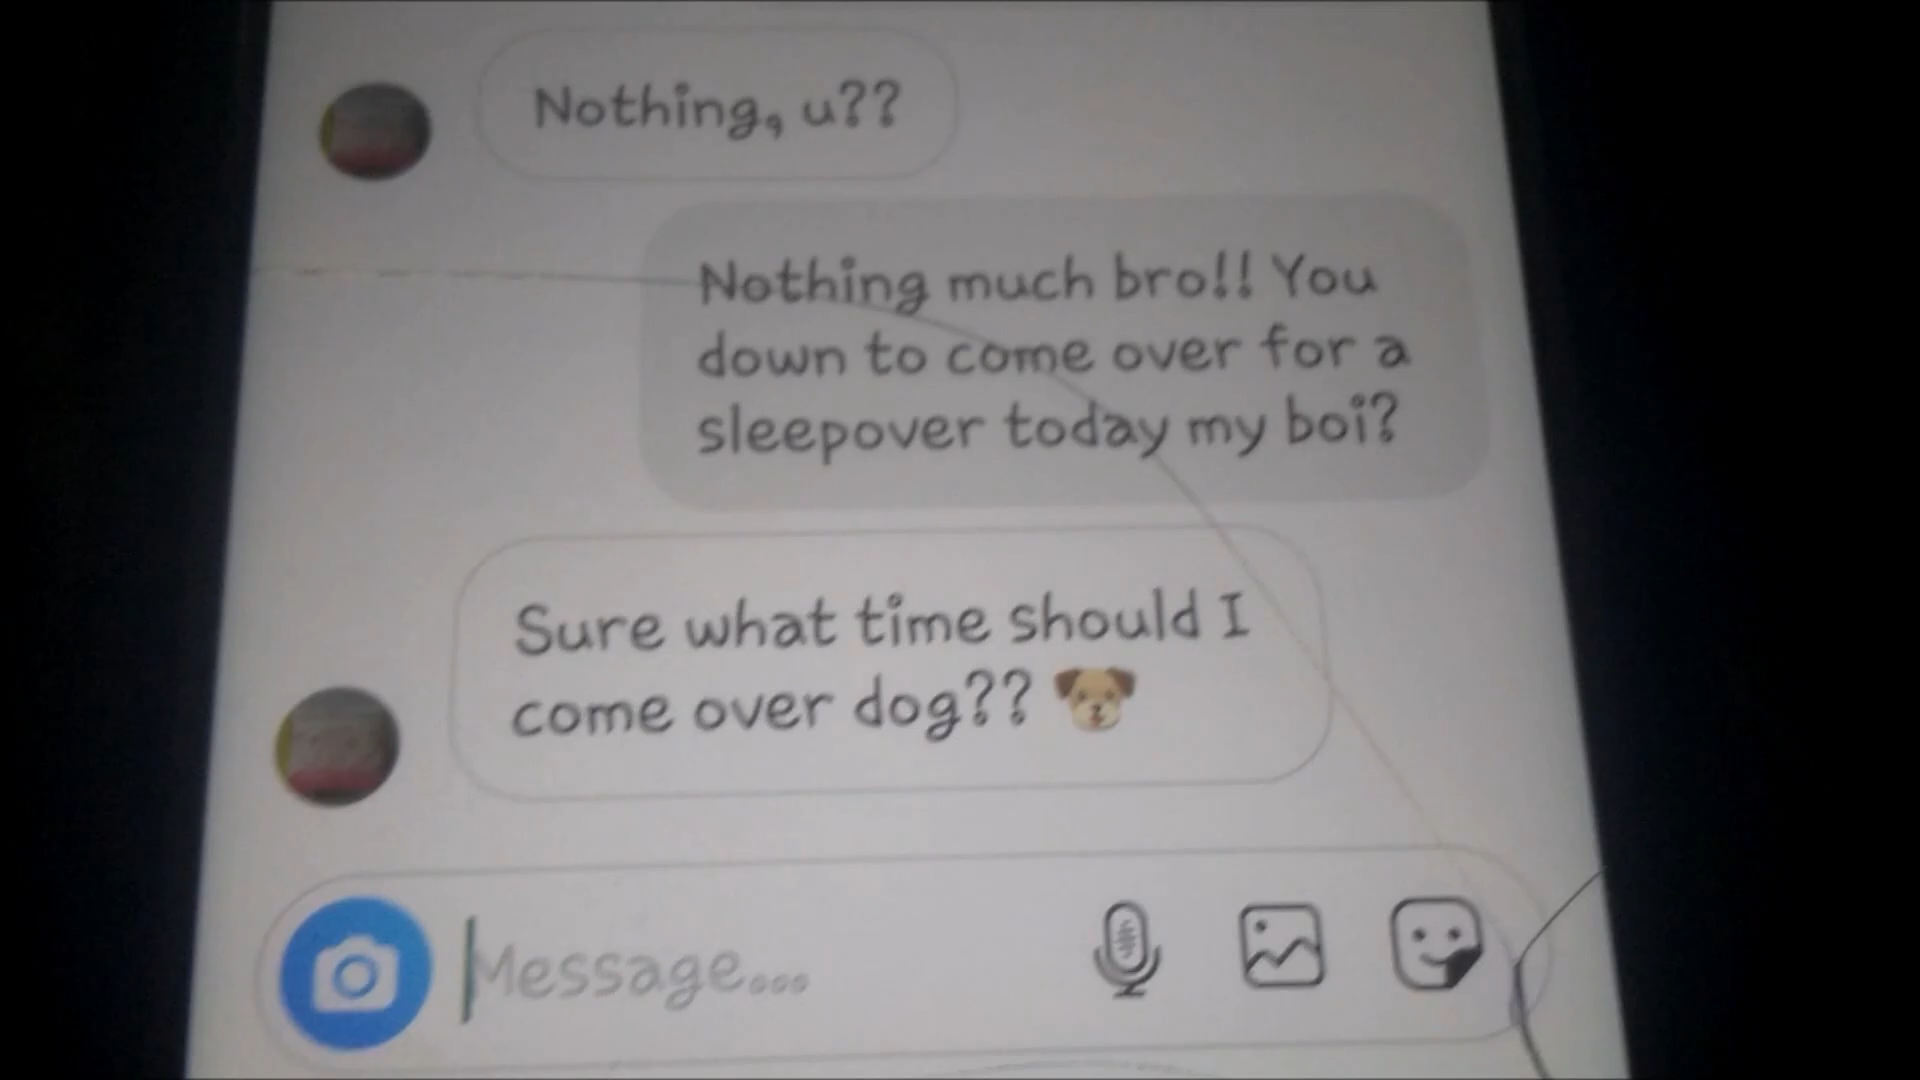 Nothing, u??
Nothing much bro!! You
down to come over for a
sleepover today my boi?
Sure what time should I
come over dog?? 🐶
Message...